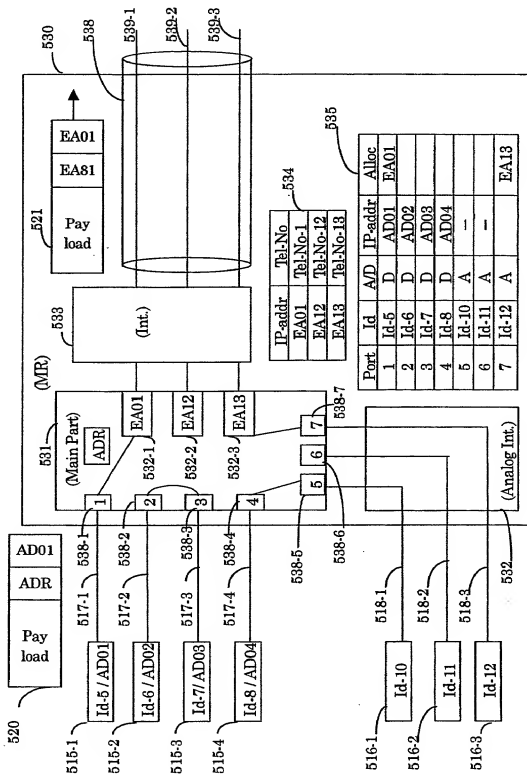 530
538
539-1
539-2
539-3
521
Pay load
EA81
EA01
533
(Int.)
(MR)
531
(Main Part)
ADR
EA01
EA12
EA13
532-1
532-2
532-3
534
IP-addr Tel-No
EA01 Tel-No-1
EA12 Tel-No-12
EA13 Tel-No-13
535
Port Id A/D IP-addr Alloc
1 Id-5 D AD01 EA01
2 Id-6 D AD02
3 Id-7 D AD03
4 Id-8 D AD04
5 Id-10 A –
6 Id-11 A –
7 Id-12 A EA13
1
2
3
4
5
6
7
538-1
538-2
538-3
538-4
538-5
538-6
538-7
(Analog Int.)
532
520
Pay load
ADR
AD01
517-1
517-2
517-3
517-4
515-1
Id-5 / AD01
515-2
Id-6 / AD02
515-3
Id-7/ AD03
515-4
Id-8 / AD04
518-1
518-2
518-3
516-1
Id-10
516-2
Id-11
516-3
Id-12